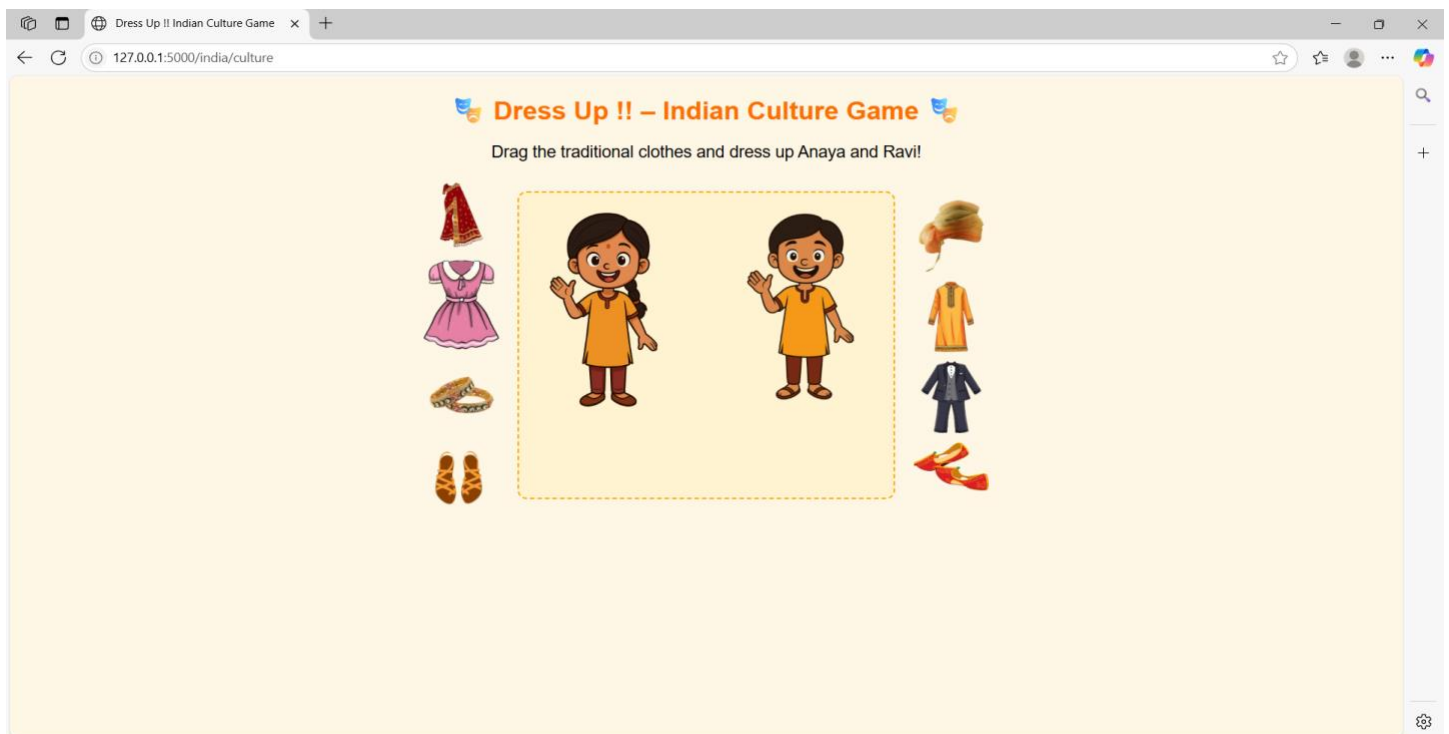 Dress Up !! Indian Culture Game
127.0.0.1:5000/india/culture
🎭 Dress Up !! – Indian Culture Game 🎭
Drag the traditional clothes and dress up Anaya and Ravi!